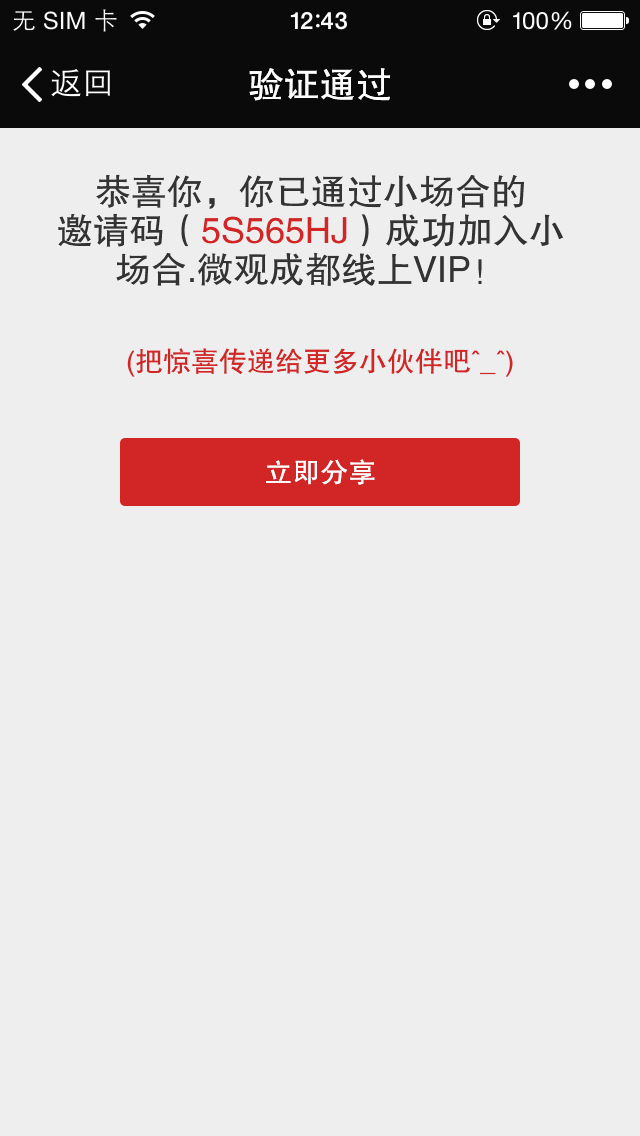 无 SIM 卡 12:43 100%
返回 验证通过
恭喜你，你已通过小场合的
邀请码（5S565HJ）成功加入小
场合.微观成都线上VIP！
(把惊喜传递给更多小伙伴吧^_^)
立即分享